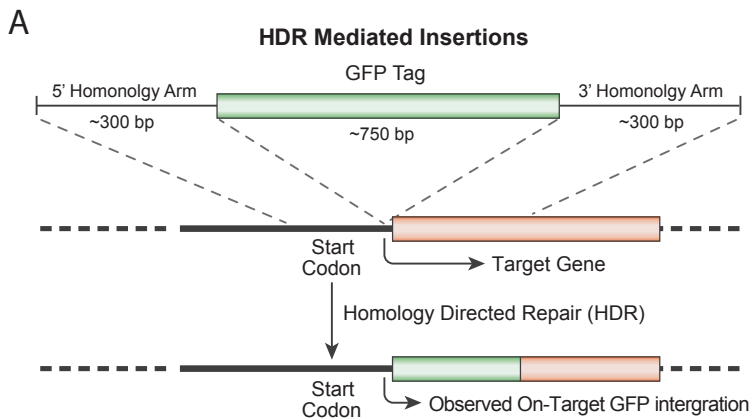 A
HDR Mediated Insertions
GFP Tag
5' Homonolgy Arm
3' Homology Arm
~300 bp
~750 bp
~300 bp
Start
Codon
Target Gene
Homology Directed Repair (HDR)
Start
Codon
Observed On-Target GFP intergration